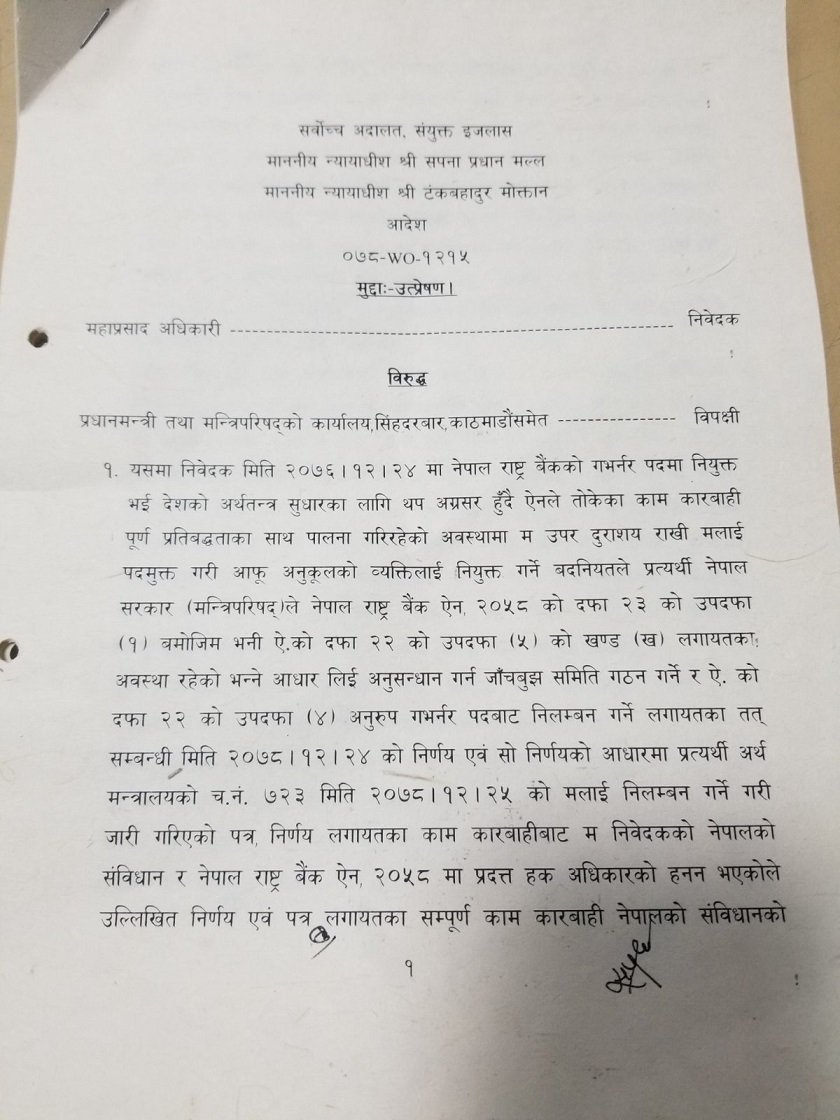 सर्वोच्च अदालत, संयुक्त इजलास
माननीय न्यायाधीश श्री सपना प्रधान मल्ल
माननीय न्यायाधीश श्री टंकबहादुर मोक्तान
आदेश
०७८-WO-१२१५
मुद्दाः-उत्प्रेषण।
महाप्रसाद अधिकारी ------------------------------------------------------------ निवेदक
विरुद्ध
प्रधानमन्त्री तथा मन्त्रिपरिषद्को कार्यालय,सिंहदरबार,काठमाडौंसमेत ---------------- विपक्षी
१. यसमा निवेदक मिति २०७६।१२।२४ मा नेपाल राष्ट्र बैंकको गभर्नर पदमा नियुक्त
भई देशको अर्थतन्त्र सुधारका लागि थप अग्रसर हुँदै ऐनले तोकेका काम कारबाही
पूर्ण प्रतिबद्धताका साथ पालना गरिरहेको अवस्थामा म उपर दुराशय राखी मलाई
पदमुक्त गरी आफू अनुकूलको व्यक्तिलाई नियुक्त गर्ने बदनियतले प्रत्यर्थी नेपाल
सरकार (मन्त्रिपरिषद्)ले नेपाल राष्ट्र बैंक ऐन, २०५८ को दफा २३ को उपदफा
(१) बमोजिम भनी ऐ.को दफा २२ को उपदफा (५) को खण्ड (ख) लगायतका
अवस्था रहेको भन्ने आधार लिई अनुसन्धान गर्न जाँचबुझ समिति गठन गर्ने र ऐ. को
दफा २२ को उपदफा (४) अनुरुप गभर्नर पदबाट निलम्बन गर्ने लगायतका तत्
सम्बन्धी मिति २०७८।१२।२४ को निर्णय एवं सो निर्णयको आधारमा प्रत्यर्थी अर्थ
मन्त्रालयको च.नं. ७२३ मिति २०७८।१२।२५ को मलाई निलम्बन गर्ने गरी
जारी गरिएको पत्र, निर्णय लगायतका काम कारबाहीबाट म निवेदकको नेपालको
संविधान र नेपाल राष्ट्र बैंक ऐन, २०५८ मा प्रदत्त हक अधिकारको हनन भएकोले
उल्लिखित निर्णय एवं पत्र लगायतका सम्पूर्ण काम कारबाही नेपालको संविधानको
१